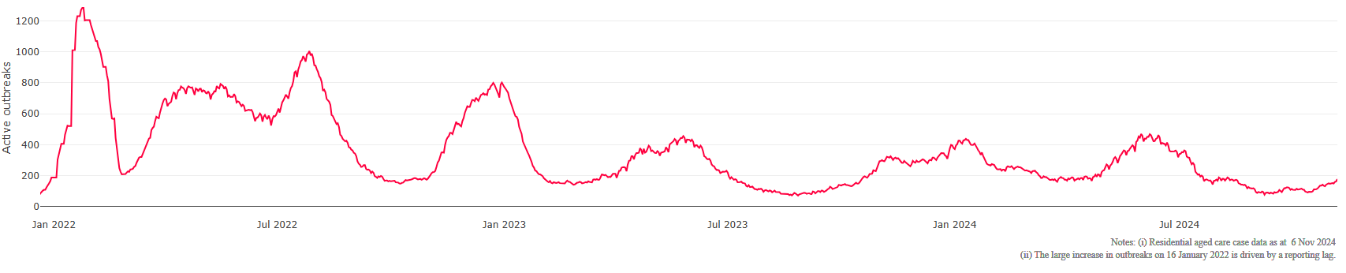 1200
1000
800
600
400
200
0
Active outbreaks
Jan 2022 Jul 2022 Jan 2023 Jul 2023 Jan 2024 Jul 2024
Notes: (i) Residential aged care case data as at 6 Nov 2024
(ii) The large increase in outbreaks on 16 January 2022 is driven by a reporting lag.